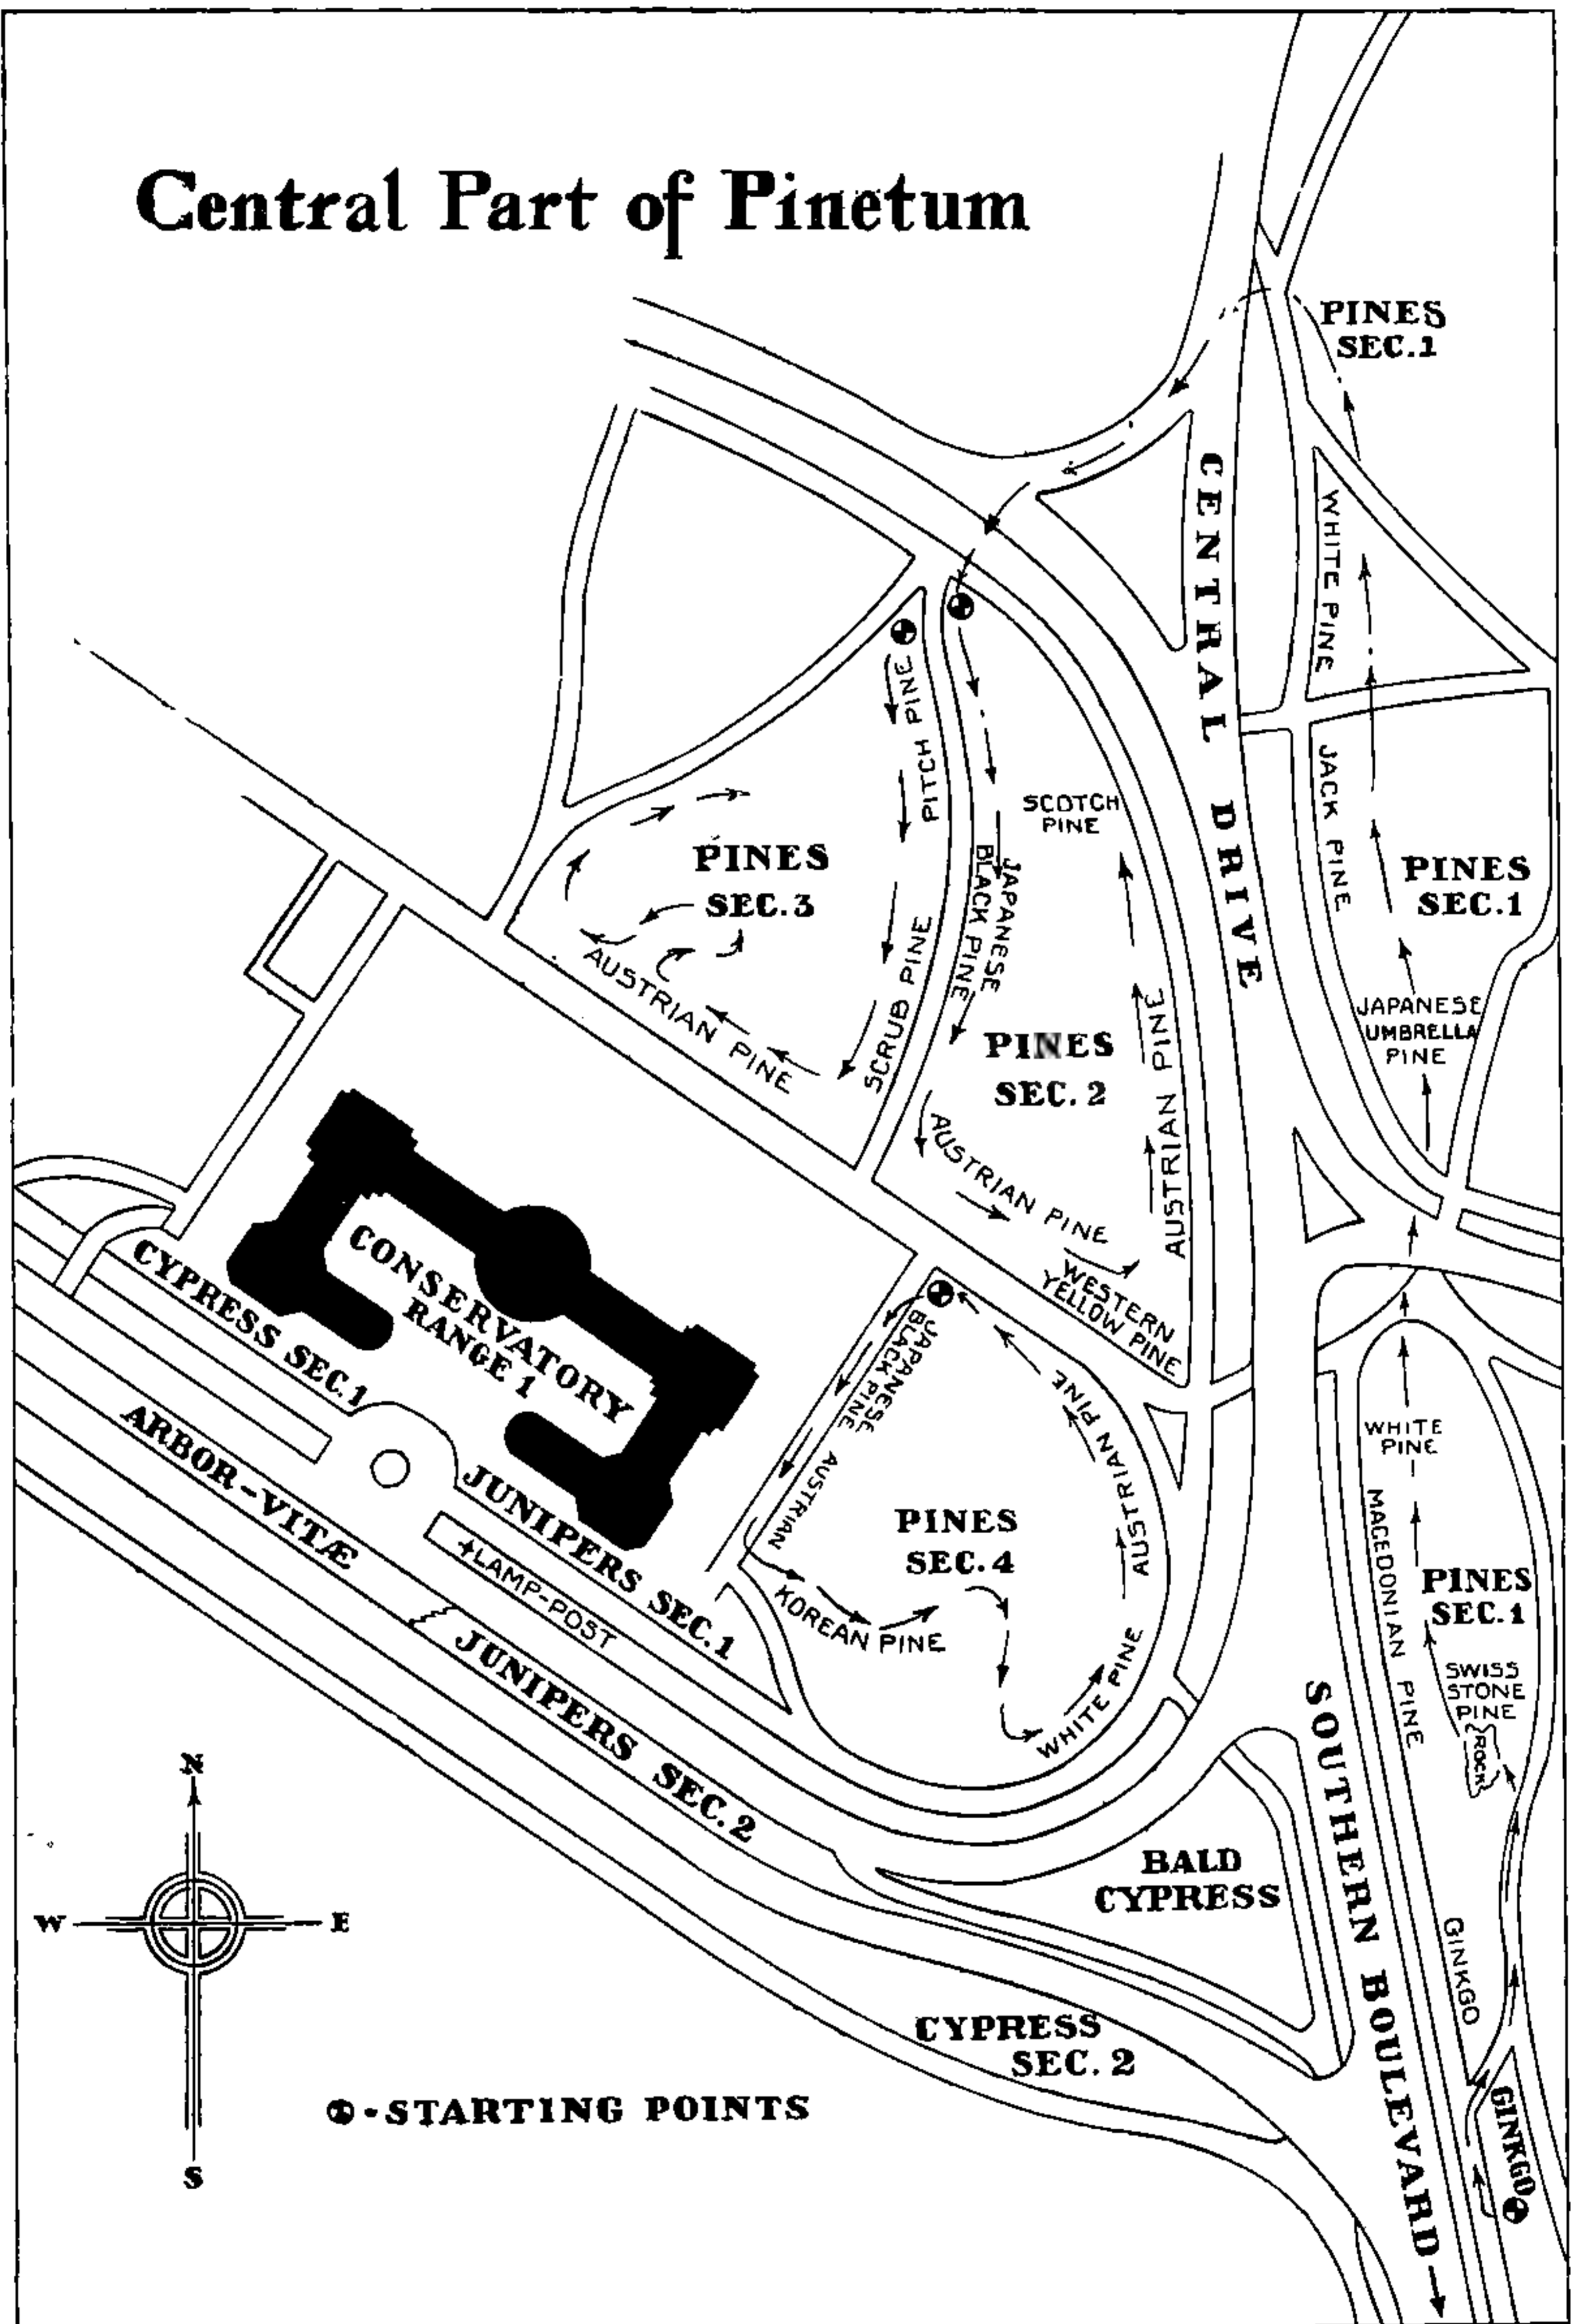 Central Part of Pinetum
PINES
SEC.1
CENTRAL DRIVE
WHITE PINE
PITCH PINE
JACK PINE
SCOTCH
PINE
PINES
SEC.3
JAPANESE
BLACK PINE
PINES
SEC.1
AUSTRIAN PINE
SCRUB PINE
JAPANESE
UMBRELLA
PINE
PINES
SEC. 2
AUSTRIAN PINE
AUSTRIAN PINE
WESTERN
YELLOW PINE
CONSERVATORY
RANGE 1
CYPRESS SEC.1
JAPANESE
BLACK PINE
AUSTRIAN
AUSTRIAN PINE
WHITE
PINE
ARBOR-VITÆ
JUNIPERS SEC.1
LAMP-POST
PINES
SEC.4
KOREAN PINE
WHITE PINE
MACEDONIAN PINE
PINES
SEC.1
SWISS
STONE
PINE
ROCK
JUNIPERS SEC.2
SOUTHERN BOULEVARD
BALD
CYPRESS
GINKGO
CYPRESS
SEC. 2
GINKGO
N
W
E
S
-STARTING POINTS